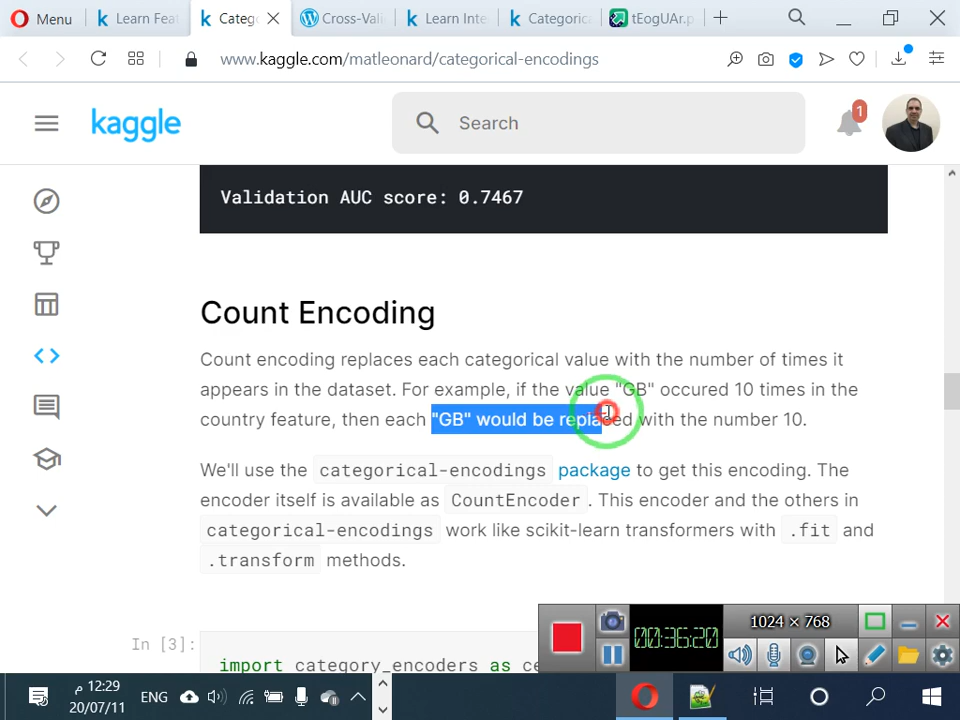 Menu
Learn Feat
Catego
Cross-Vali
Learn Inte
Categorica
tEogUAr.p
www.kaggle.com/matleonard/categorical-encodings
kaggle
Search
1
Validation AUC score: 0.7467
Count Encoding
Count encoding replaces each categorical value with the number of times it
appears in the dataset. For example, if the value "GB" occured 10 times in the
country feature, then each "GB" would be replaced with the number 10.
We'll use the categorical-encodings package to get this encoding. The
encoder itself is available as CountEncoder . This encoder and the others in
categorical-encodings work like scikit-learn transformers with .fit and
.transform methods.
In [3]:
import category_encoders as ce
00:36:20
1024 × 768
12:29 م
20/07/11
ENG